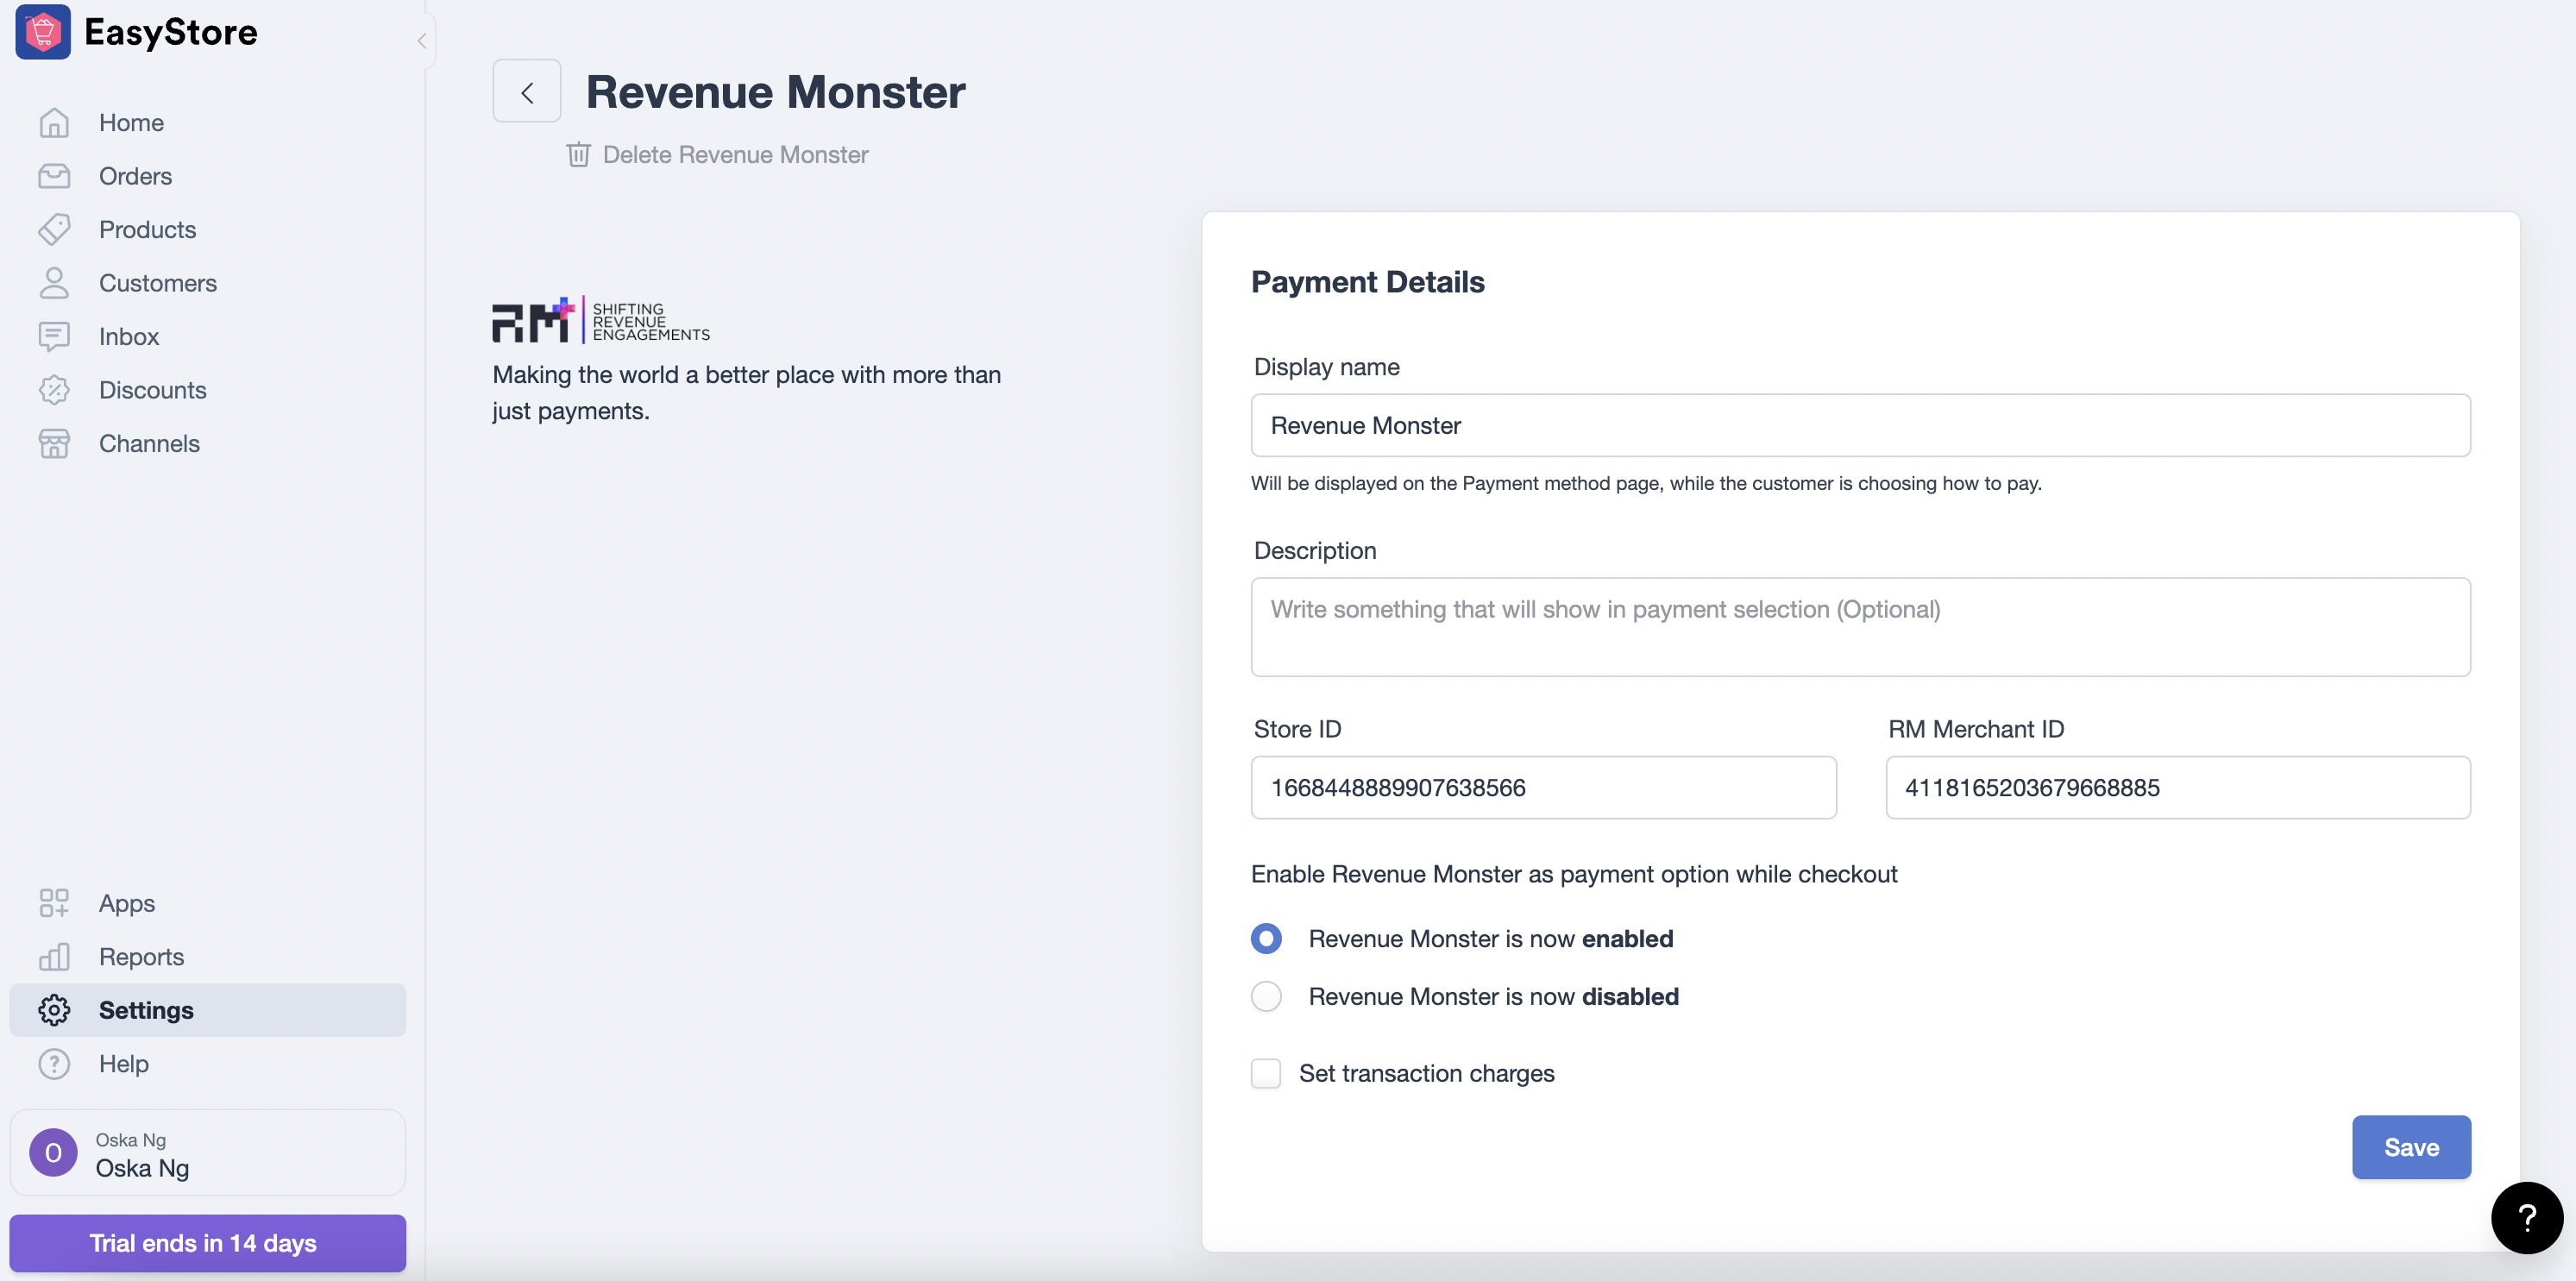 EasyStore
Home
Orders
Products
Customers
Inbox
Discounts
Channels
Apps
Reports
Settings
Help
O
Oska Ng
Oska Ng
Trial ends in 14 days
Revenue Monster
Delete Revenue Monster
RM
SHIFTING
REVENUE
ENGAGEMENTS
Making the world a better place with more than
just payments.
Payment Details
Display name
Revenue Monster
Will be displayed on the Payment method page, while the customer is choosing how to pay.
Description
Write something that will show in payment selection (Optional)
Store ID
1668448889907638566
RM Merchant ID
4118165203679668885
Enable Revenue Monster as payment option while checkout
Revenue Monster is now enabled
Revenue Monster is now disabled
Set transaction charges
Save
?